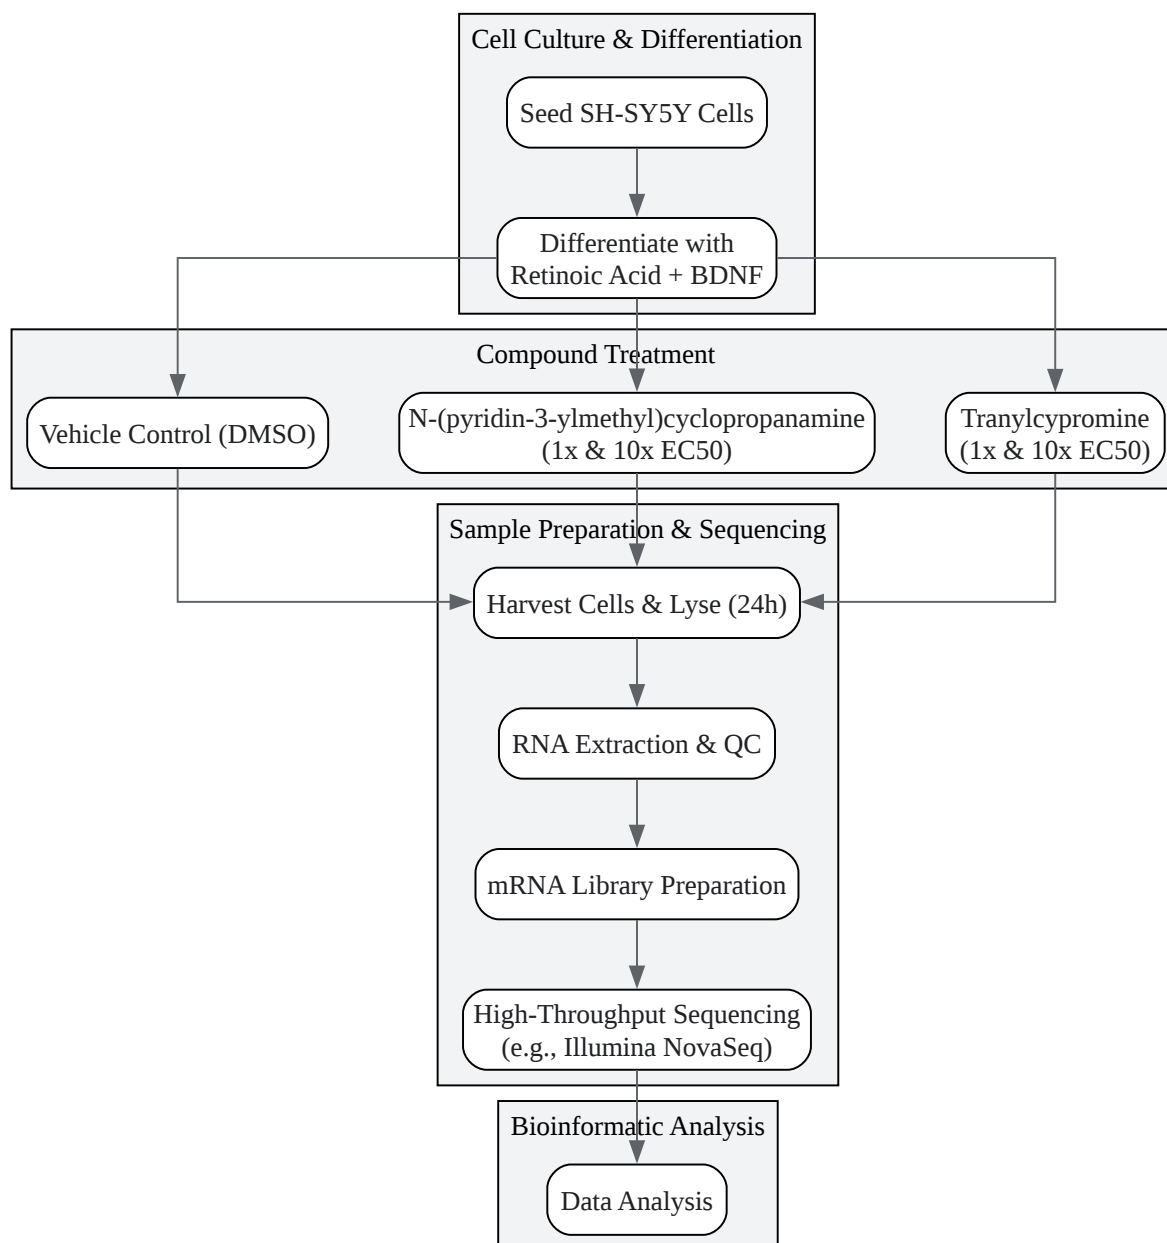 Cell Culture & Differentiation
Seed SH-SY5Y Cells
Differentiate with
Retinoic Acid + BDNF
Compound Treatment
Vehicle Control (DMSO)
N-(pyridin-3-ylmethyl)cyclopropanamine
(1x & 10x EC50)
Tranylcypromine
(1x & 10x EC50)
Sample Preparation & Sequencing
Harvest Cells & Lyse (24h)
RNA Extraction & QC
mRNA Library Preparation
High-Throughput Sequencing
(e.g., Illumina NovaSeq)
Bioinformatic Analysis
Data Analysis